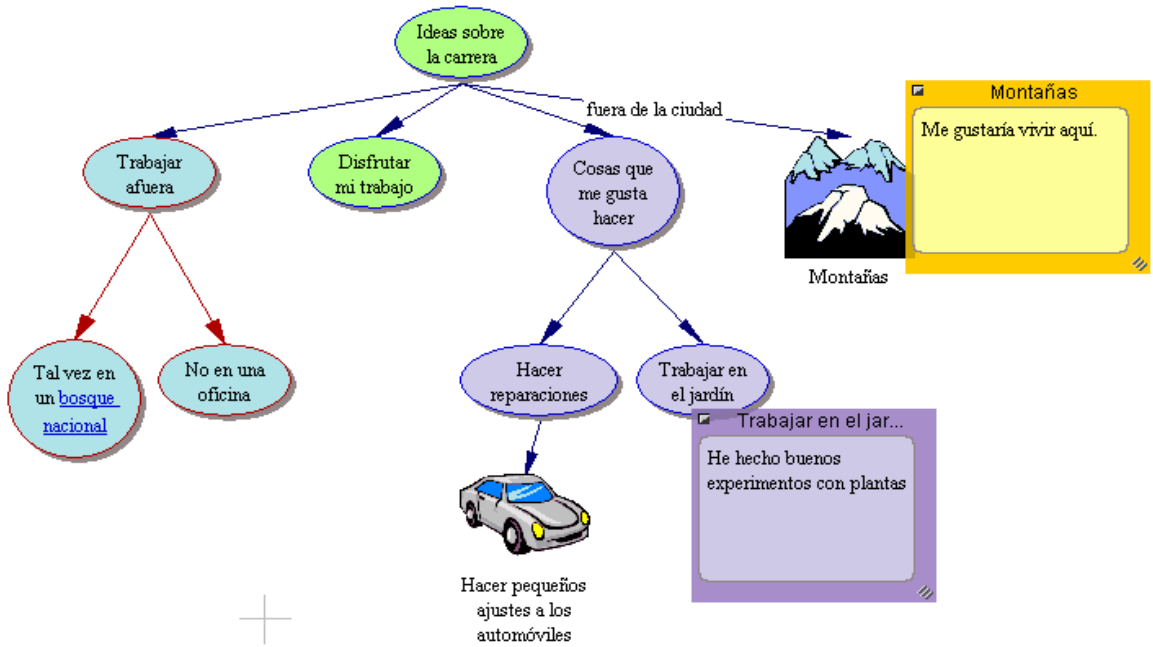 Ideas sobre
la carrera
fuera de la ciudad
Montañas
Me gustaría vivir aquí.
Trabajar
afuera
Disfrutar
mi trabajo
Cosas que
me gusta
hacer
Montañas
Tal vez en
un bosque
nacional
No en una
oficina
Hacer
reparaciones
Trabajar en
el jardín
Trabajar en el jar...
He hecho buenos
experimentos con plantas
Hacer pequeños
ajustes a los
automóviles